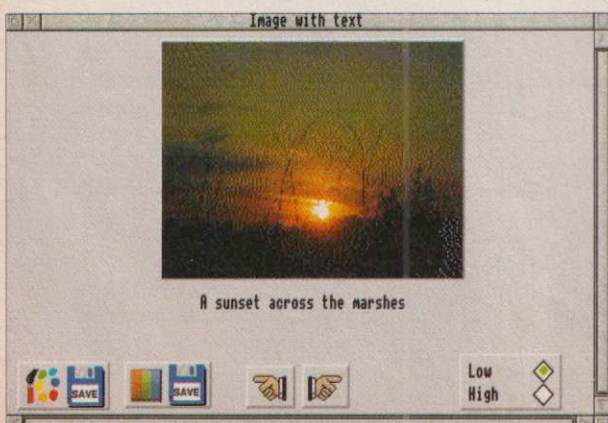 Image with text
A sunset across the marshes
SAVE
SAVE
Low
High